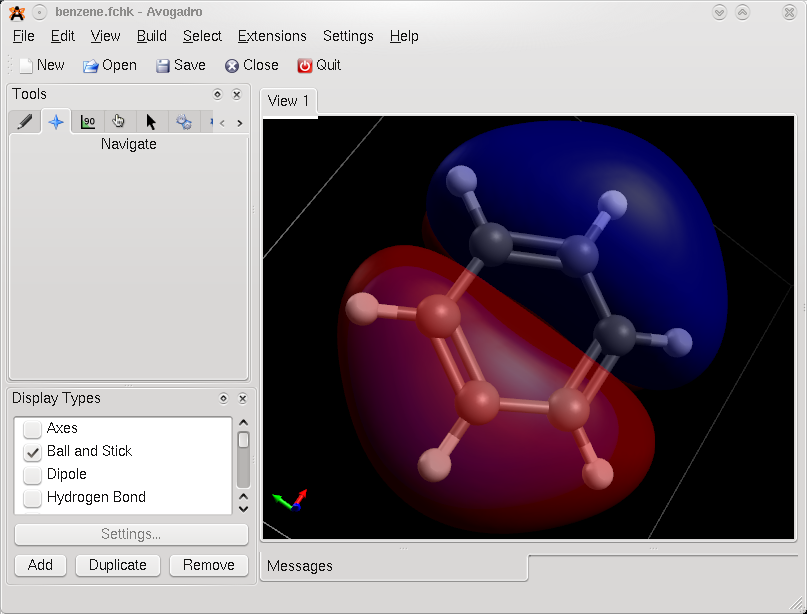 benzene.fchk - Avogadro
File Edit View Build Select Extensions Settings Help
New Open Save Close Quit
Tools
90
Navigate
View 1
Display Types
Axes
Ball and Stick
Dipole
Hydrogen Bond
Settings...
Add Duplicate Remove
Messages